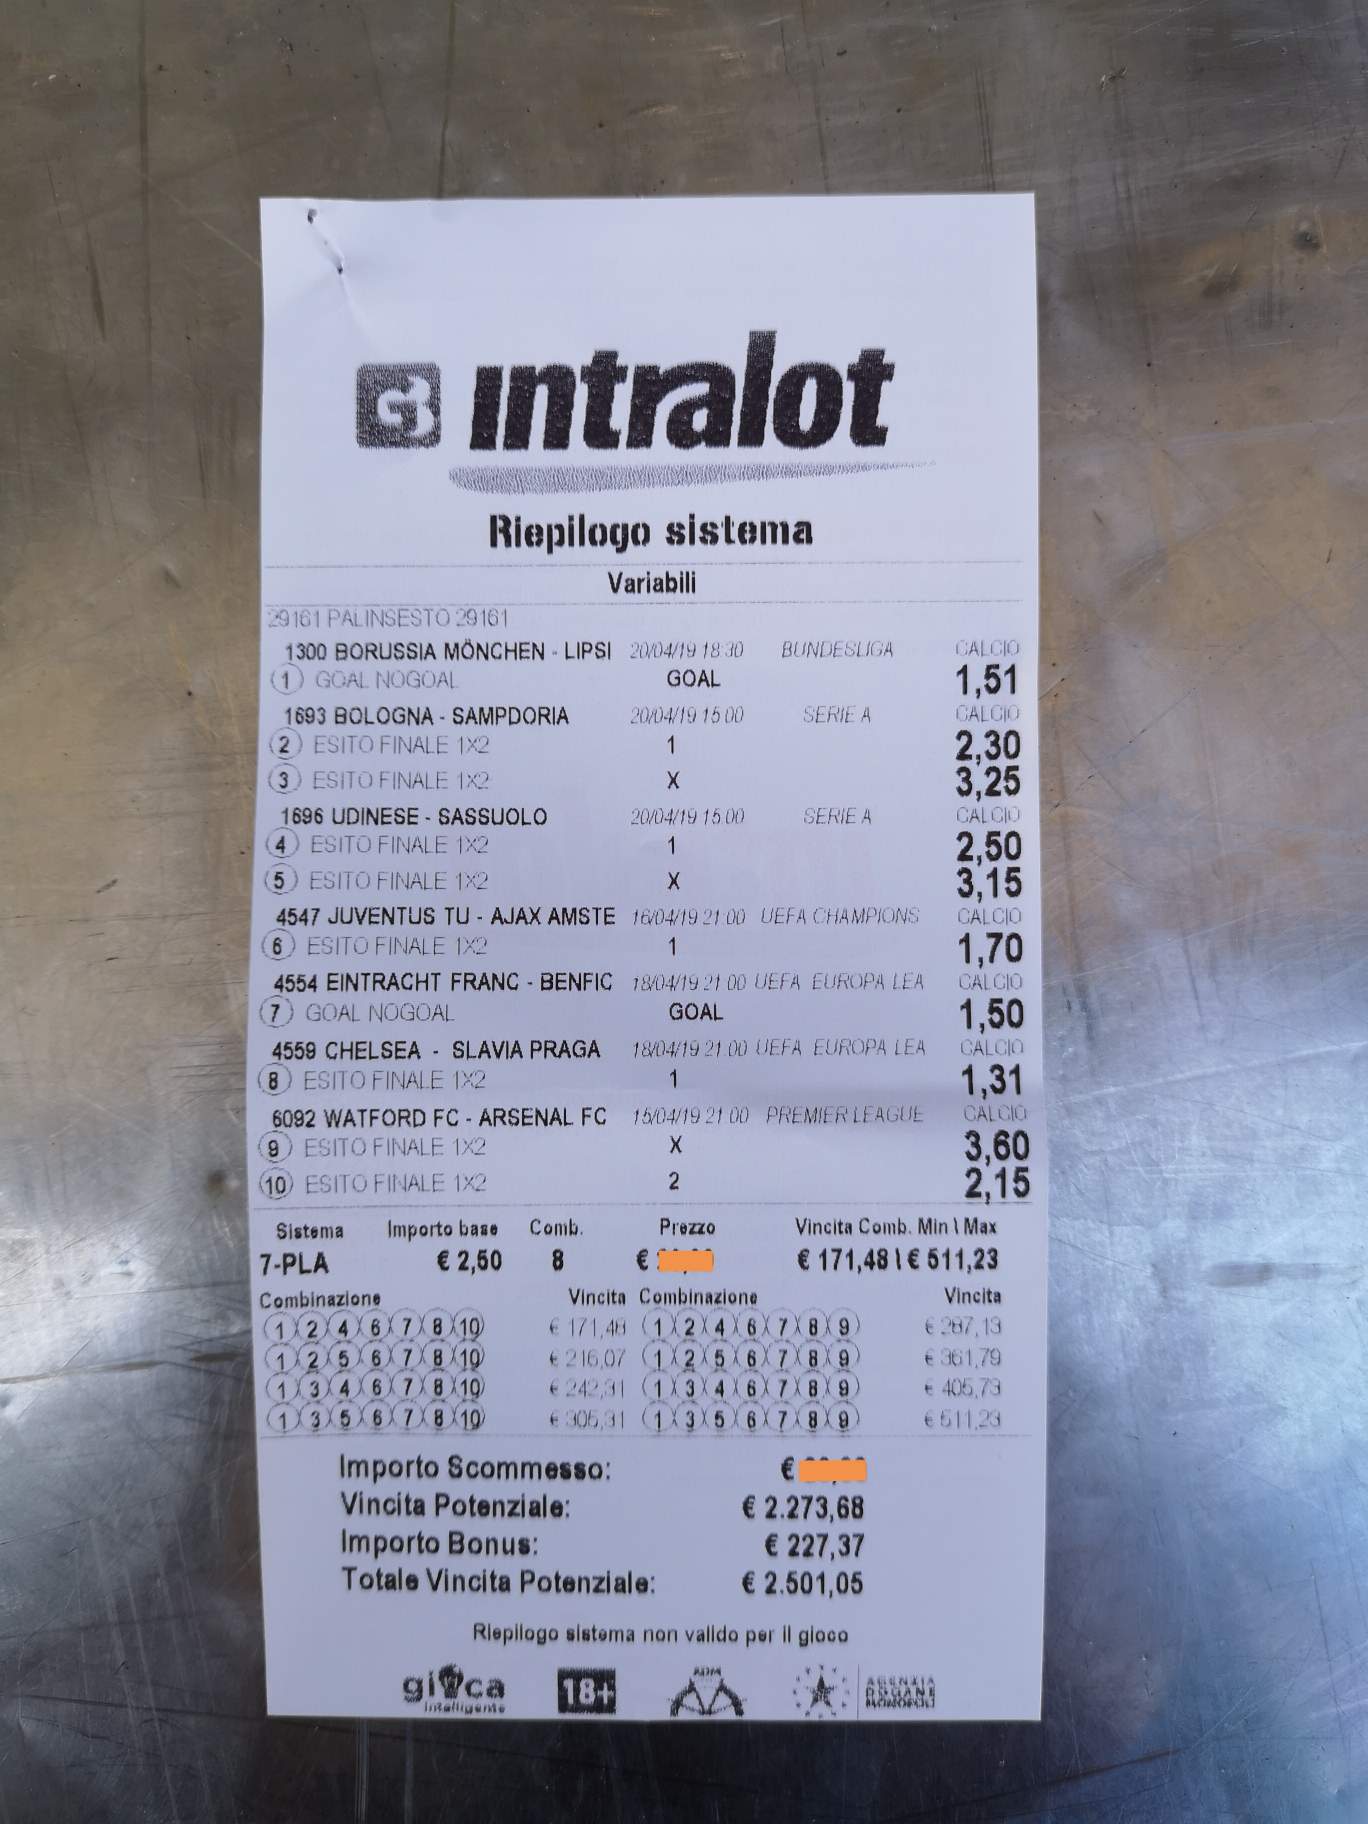 G3 intralot
Riepilogo sistema
Variabili
29161 PALINSESTO 29161
1300 BORUSSIA MÖNCHEN - LIPSI 20/04/19 18:30 BUNDESLIGA CALCIO
1 GOAL NOGOAL GOAL 1,51
1693 BOLOGNA - SAMPDORIA 20/04/19 15:00 SERIE A CALCIO
2 ESITO FINALE 1X2 1 2,30
3 ESITO FINALE 1X2 X 3,25
1696 UDINESE - SASSUOLO 20/04/19 15:00 SERIE A CALCIO
4 ESITO FINALE 1X2 1 2,50
5 ESITO FINALE 1X2 X 3,15
4547 JUVENTUS TU - AJAX AMSTE 16/04/19 21:00 UEFA CHAMPIONS CALCIO
6 ESITO FINALE 1X2 1 1,70
4554 EINTRACHT FRANC - BENFIC 18/04/19 21:00 UEFA EUROPA LEA CALCIO
7 GOAL NOGOAL GOAL 1,50
4559 CHELSEA - SLAVIA PRAGA 18/04/19 21:00 UEFA EUROPA LEA CALCIO
8 ESITO FINALE 1X2 1 1,31
6092 WATFORD FC - ARSENAL FC 15/04/19 21:00 PREMIER LEAGUE CALCIO
9 ESITO FINALE 1X2 X 3,60
10 ESITO FINALE 1X2 2 2,15
Sistema Importo base Comb. Prezzo Vincita Comb. Min \ Max
7-PLA € 2,50 8 € € 171,48 \ € 511,23
Combinazione Vincita Combinazione Vincita
1 2 4 6 7 8 10 € 171,48 1 2 4 6 7 8 9 € 287,13
1 2 5 6 7 8 10 € 216,07 1 2 5 6 7 8 9 € 361,79
1 3 4 6 7 8 10 € 242,31 1 3 4 6 7 8 9 € 405,73
1 3 5 6 7 8 10 € 305,31 1 3 5 6 7 8 9 € 511,23
Importo Scommesso: €
Vincita Potenziale: € 2.273,68
Importo Bonus: € 227,37
Totale Vincita Potenziale: € 2.501,05
Riepilogo sistema non valido per il gioco
gioca intelligente 18+ ADM AGENZIA DOGANE MONOPOLI